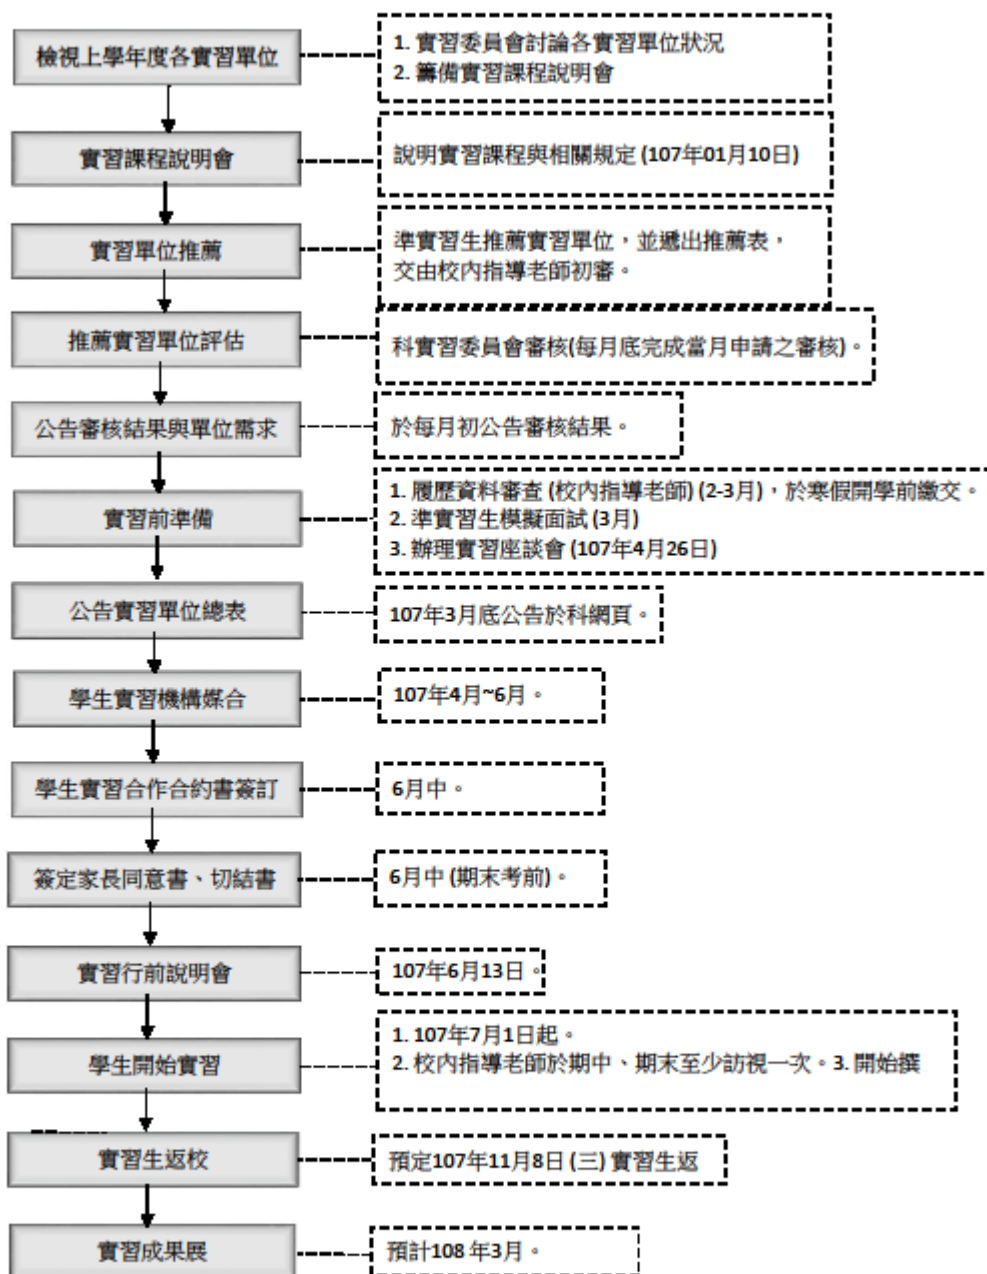 檢視上學年度各實習單位
1. 實習委員會討論各實習單位狀況
2. 籌備實習課程說明會
實習課程說明會
說明實習課程與相關規定 (107年01月10日)
實習單位推薦
準實習生推薦實習單位，並遞出推薦表，
交由校內指導老師初審。
推薦實習單位評估
科實習委員會審核(每月底完成當月申請之審核)。
公告審核結果與單位需求
於每月初公告審核結果。
實習前準備
1. 履歷資料審查 (校內指導老師) (2-3月)，於寒假開學前繳交。
2. 準實習生模擬面試 (3月)
3. 辦理實習座談會 (107年4月26日)
公告實習單位總表
107年3月底公告於科網頁。
學生實習機構媒合
107年4月~6月。
學生實習合作合約書簽訂
6月中。
簽定家長同意書、切結書
6月中 (期末考前)。
實習行前說明會
107年6月13日。
學生開始實習
1. 107年7月1日起。
2. 校內指導老師於期中、期末至少訪視一次。3. 開始撰
實習生返校
預定107年11月8日 (三) 實習生返
實習成果展
預計108 年3月。